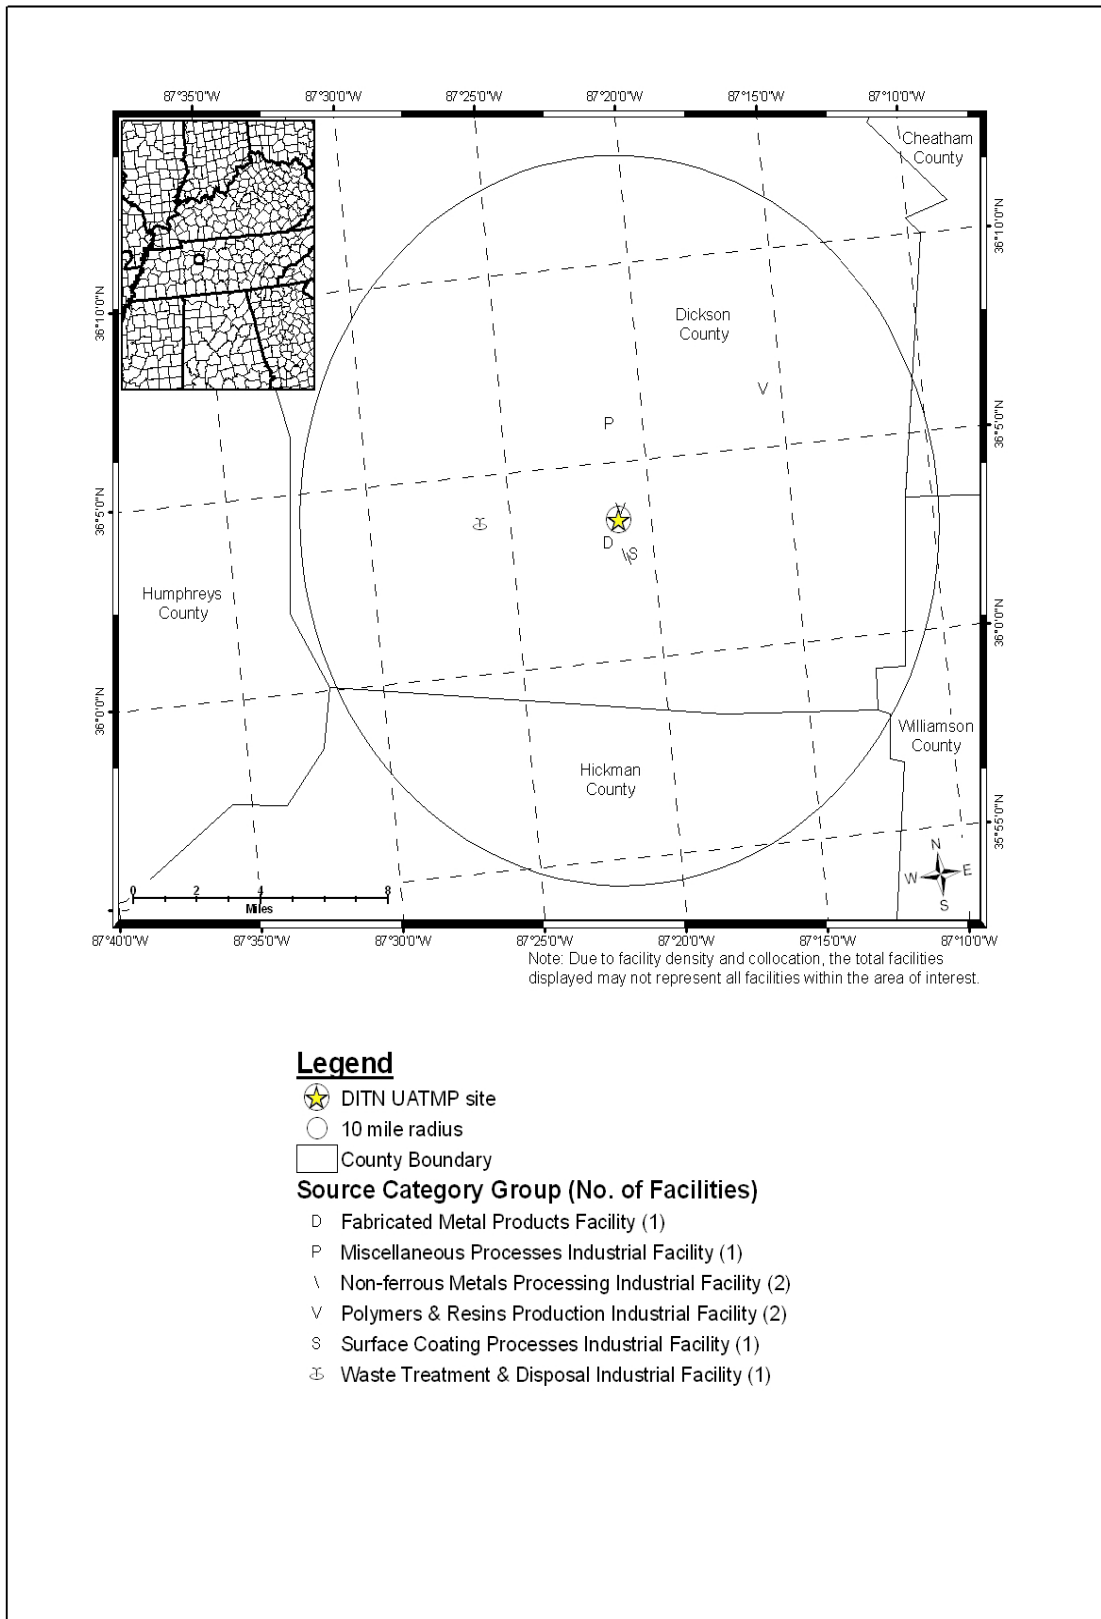 87°35'0"W 87°30'0"W 87°25'0"W 87°20'0"W 87°15'0"W 87°10'0"W
Cheatham
County
36°10'0"N
36°10'0"N
Dickson
County
V
P
36°5'0"N
36°5'0"N
V
D
\\S
Humphreys
County
36°0'0"N
36°0'0"N
Williamson
County
Hickman
County
35°55'0"N
N
W E
S
0 2 4 8
Miles
87°40'0"W 87°35'0"W 87°30'0"W 87°25'0"W 87°20'0"W 87°15'0"W 87°10'0"W
Note: Due to facility density and collocation, the total facilities
displayed may not represent all facilities within the area of interest.
Legend
DITN UATMP site
10 mile radius
County Boundary
Source Category Group (No. of Facilities)
D Fabricated Metal Products Facility (1)
P Miscellaneous Processes Industrial Facility (1)
\ Non-ferrous Metals Processing Industrial Facility (2)
V Polymers & Resins Production Industrial Facility (2)
S Surface Coating Processes Industrial Facility (1)
Waste Treatment & Disposal Industrial Facility (1)